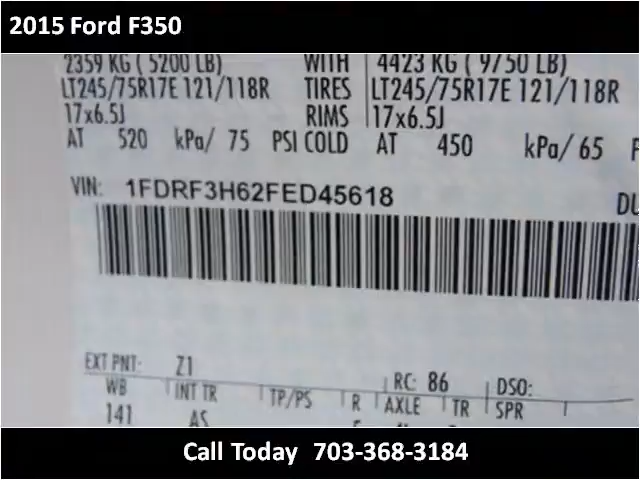 2015 Ford F350
2359 KG ( 5200 LB) WITH 4423 KG ( 9750 LB)
LT245/75R17E 121/118R TIRES LT245/75R17E 121/118R
17x6.5J RIMS 17x6.5J
AT 520 kPa/ 75 PSI COLD AT 450 kPa/ 65
VIN: 1FDRF3H62FED45618
EXT PNT: Z1 RC: 86 DSO:
WB INT TR TP/PS R AXLE TR SPR
141 AS
Call Today 703-368-3184